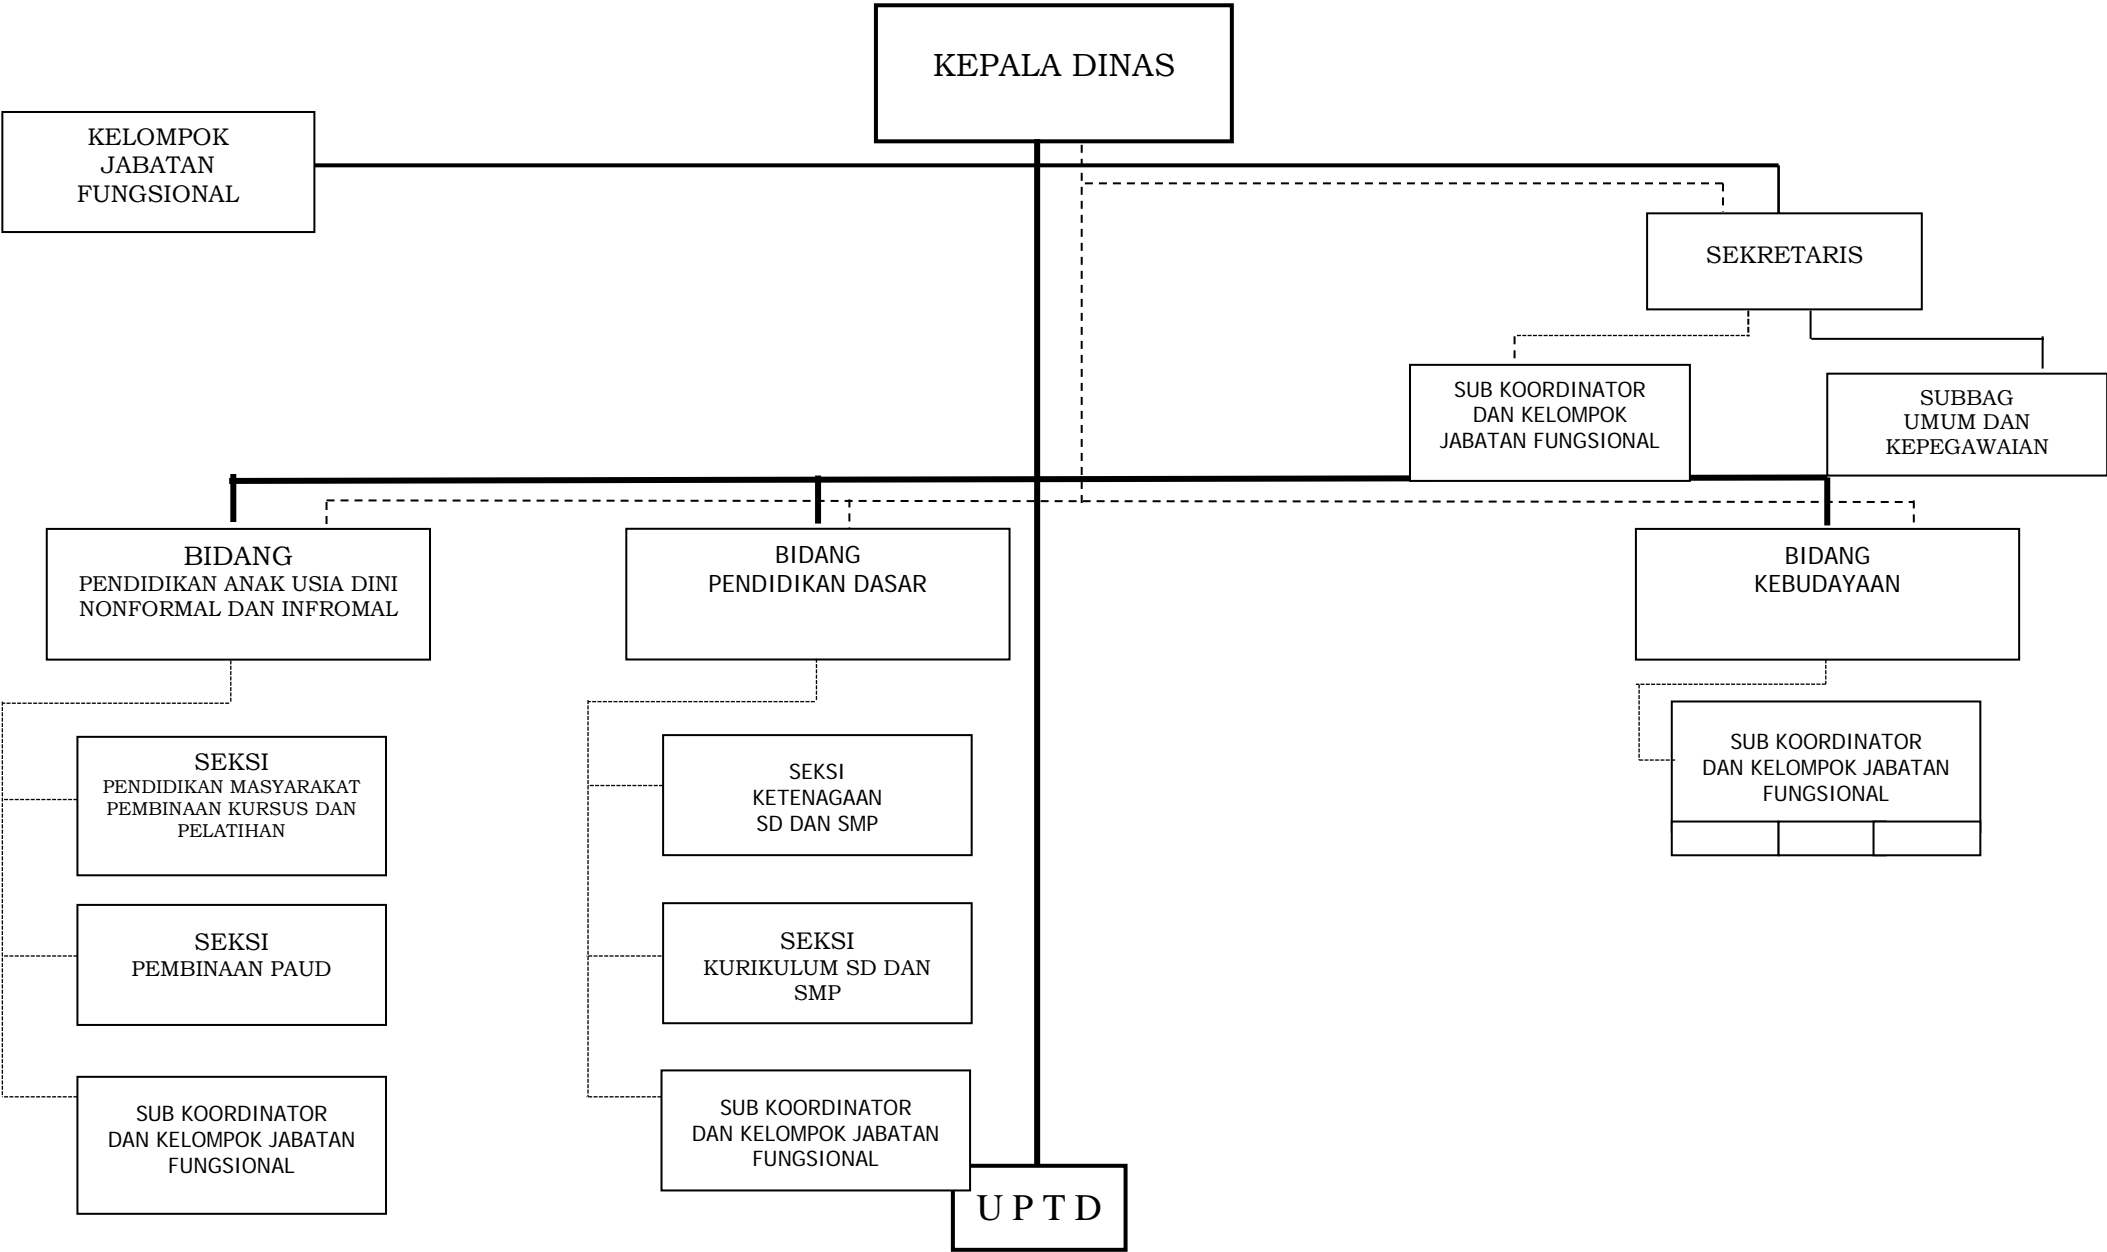 KEPALA DINAS
KELOMPOK
JABATAN
FUNGSIONAL
SEKRETARIS
SUB KOORDINATOR
DAN KELOMPOK
JABATAN FUNGSIONAL
SUBBAG
UMUM DAN
KEPEGAWAIAN
BIDANG
PENDIDIKAN ANAK USIA DINI
NONFORMAL DAN INFROMAL
BIDANG
PENDIDIKAN DASAR
BIDANG
KEBUDAYAAN
SEKSI
PENDIDIKAN MASYARAKAT
PEMBINAAN KURSUS DAN
PELATIHAN
SEKSI
KETENAGAAN
SD DAN SMP
SUB KOORDINATOR
DAN KELOMPOK JABATAN
FUNGSIONAL
SEKSI
PEMBINAAN PAUD
SEKSI
KURIKULUM SD DAN
SMP
SUB KOORDINATOR
DAN KELOMPOK JABATAN
FUNGSIONAL
SUB KOORDINATOR
DAN KELOMPOK JABATAN
FUNGSIONAL
U P T D